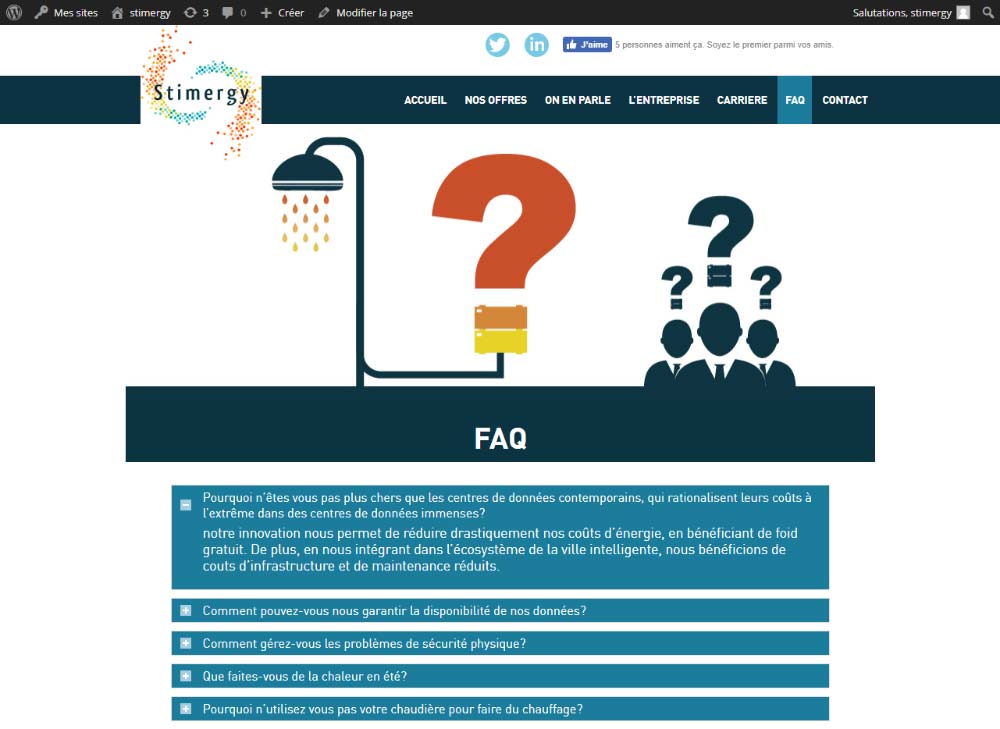 Mes sites stimergy 3 0 Créer Modifier la page Salutations, stimergy
J'aime 5 personnes aiment ça. Soyez le premier parmi vos amis.
Stimergy
ACCUEIL NOS OFFRES ON EN PARLE L'ENTREPRISE CARRIERE FAQ CONTACT
?
? ? ?
FAQ
Pourquoi n'êtes vous pas plus chers que les centres de données contemporains, qui rationalisent leurs coûts à
l'extrême dans des centres de données immenses?
notre innovation nous permet de réduire drastiquement nos coûts d'énergie, en bénéficiant de foid
gratuit. De plus, en nous intégrant dans l'écosystème de la ville intelligente, nous bénéficions de
couts d'infrastructure et de maintenance réduits.
Comment pouvez-vous nous garantir la disponibilité de nos données?
Comment gérez-vous les problèmes de sécurité physique?
Que faites-vous de la chaleur en été?
Pourquoi n'utilisez vous pas votre chaudière pour faire du chauffage?